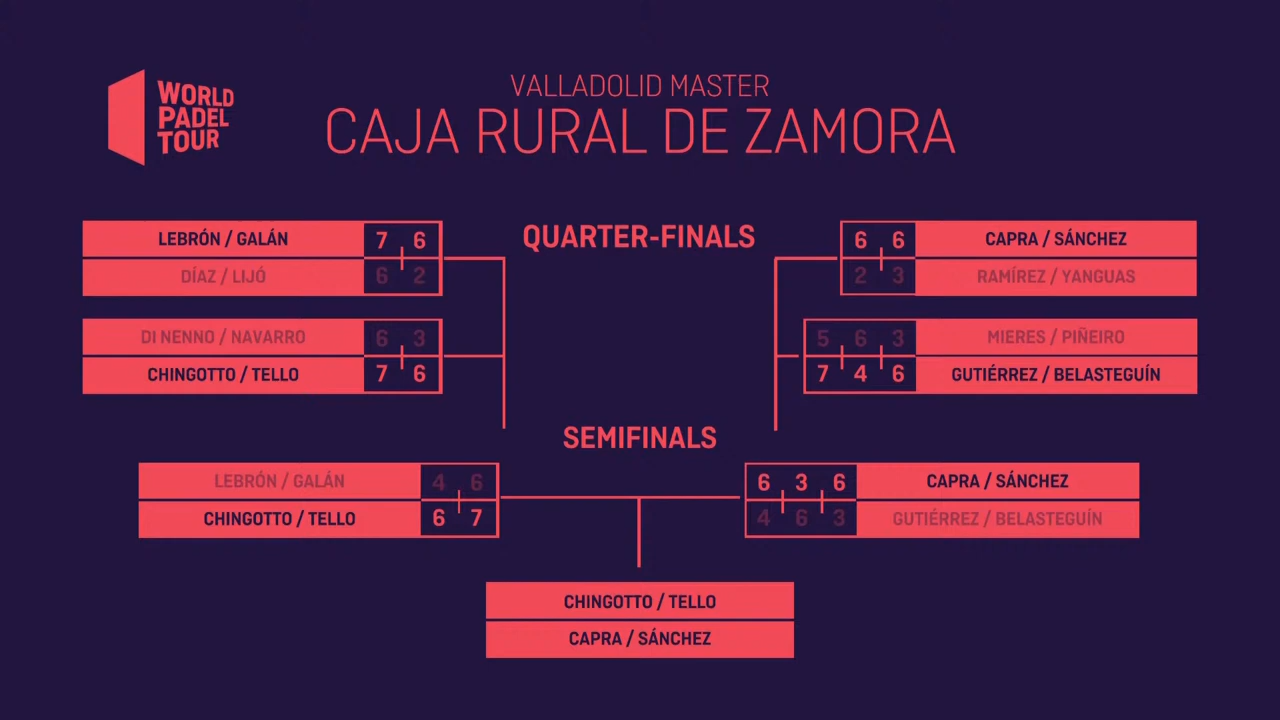 WORLD
PADEL
TOUR
VALLADOLID MASTER
CAJA RURAL DE ZAMORA
QUARTER-FINALS
LEBRÓN / GALÁN 7 6
DÍAZ / LIJÓ 6 2
DI NENNO / NAVARRO 6 3
CHINGOTTO / TELLO 7 6
6 6 CAPRA / SÁNCHEZ
2 3 RAMÍREZ / YANGUAS
5 6 3 MIERES / PIÑEIRO
7 4 6 GUTIÉRREZ / BELASTEGUÍN
SEMIFINALS
LEBRÓN / GALÁN 4 6
CHINGOTTO / TELLO 6 7
6 3 6 CAPRA / SÁNCHEZ
4 6 3 GUTIÉRREZ / BELASTEGUÍN
CHINGOTTO / TELLO
CAPRA / SÁNCHEZ